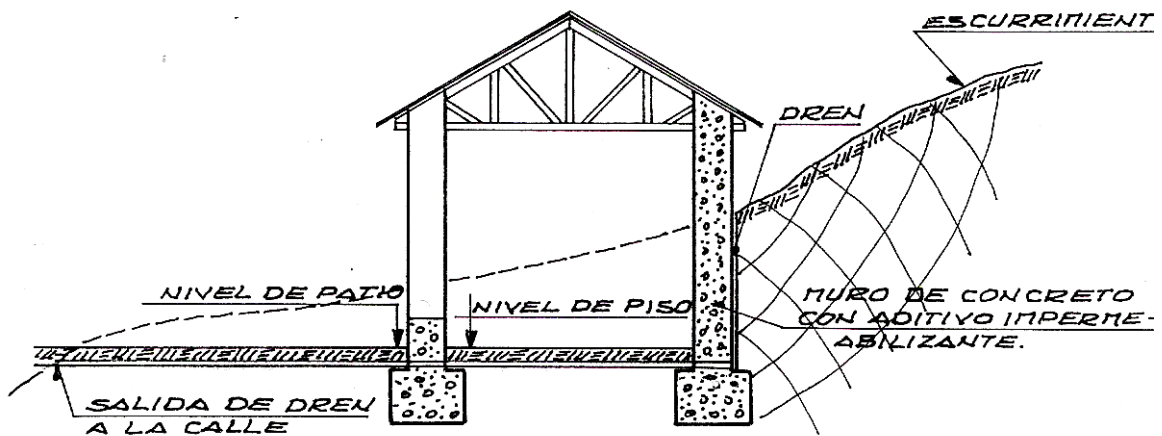 ESCURRIMIENT
DREN
NIVEL DE PATIO
NIVEL DE PISO
MURO DE CONCRETO
CON ADITIVO IMPERME-
ABILIZANTE.
SALIDA DE DREN
A LA CALLE